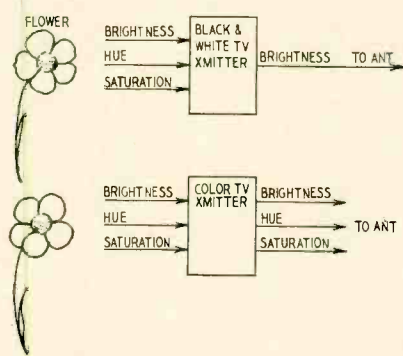 FLOWER
BRIGHTNESS
HUE
SATURATION
BLACK &
WHITE TV
XMITTER
BRIGHTNESS TO ANT
BRIGHTNESS
HUE
SATURATION
COLOR TV
XMITTER
BRIGHTNESS
HUE
SATURATION
TO ANT